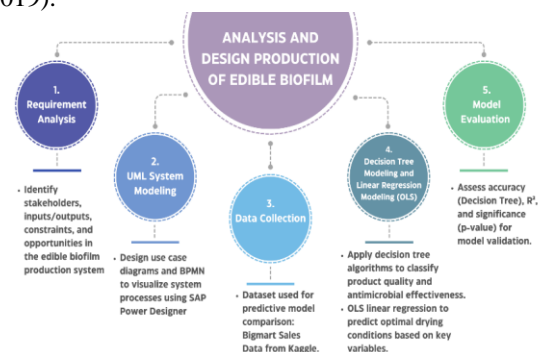 019).
ANALYSIS AND
DESIGN PRODUCTION
OF EDIBLE BIOFILM
1.
Requirement
Analysis
• Identify
stakeholders,
inputs/outputs,
constraints, and
opportunities in
the edible biofilm
production system
2.
UML System
Modeling
• Design use case
diagrams and BPMN
to visualize system
processes using SAP
Power Designer
3.
Data Collection
• Dataset used for
predictive model
comparison:
Bigmart Sales
Data from Kaggle.
4.
Decision Tree
Modeling and
Linear Regression
Modeling (OLS)
• Apply decision tree
algorithms to classify
product quality and
antimicrobial effectiveness.
• OLS linear regression to
predict optimal drying
conditions based on key
variables.
5.
Model
Evaluation
• Assess accuracy
(Decision Tree), R²,
and significance
(p-value) for
model validation.